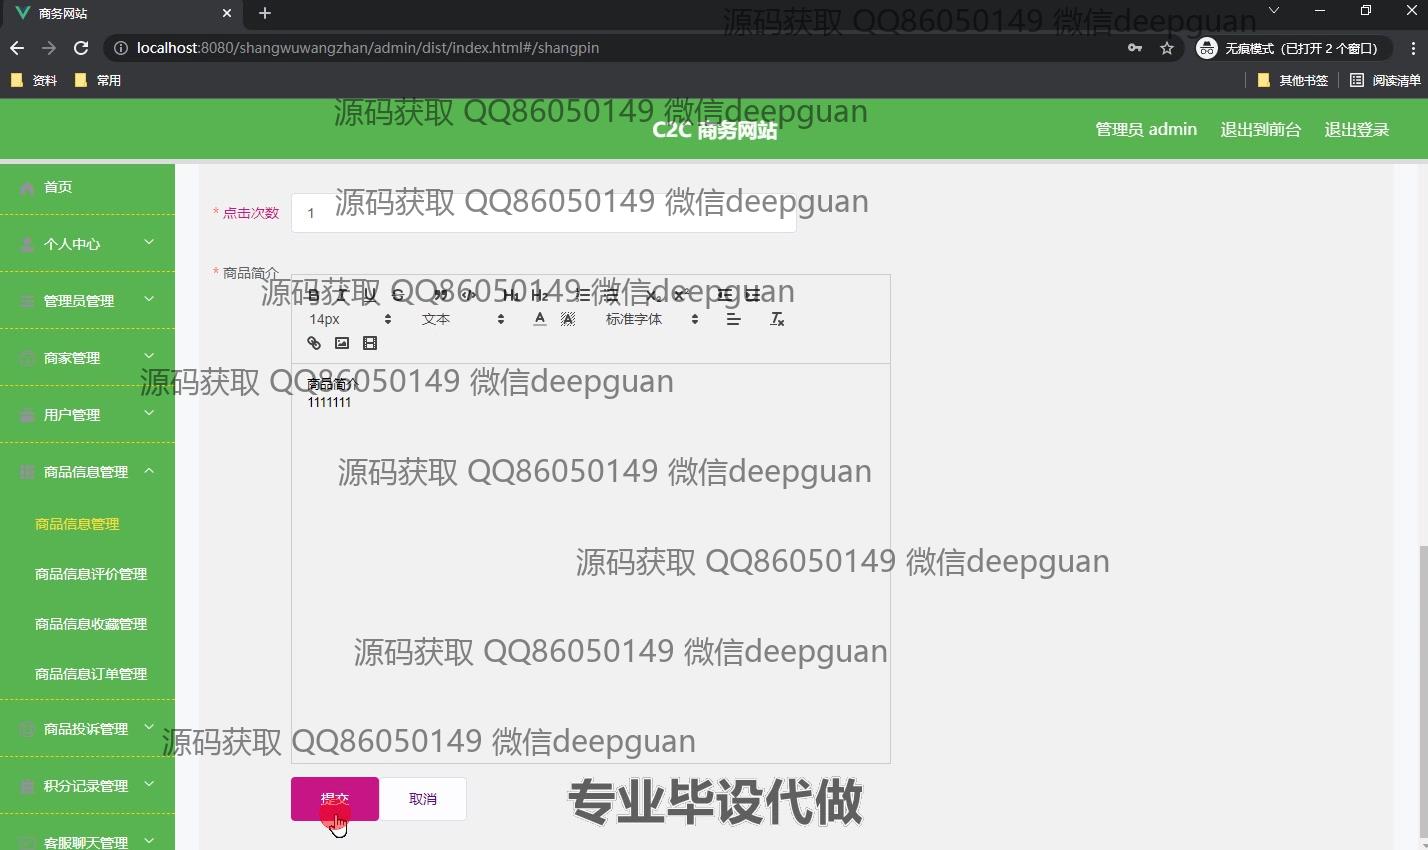 商务网站
源码获取 QQ86050149 微信deepguan
localhost:8080/shangwuwangzhan/admin/dist/index.html#/shangpin
无痕模式（已打开 2 个窗口）
资料 常用 其他书签 阅读清单
源码获取 QQ86050149 微信deepguan
C2C 商务网站
管理员 admin 退出到前台 退出登录
首页
* 点击次数 1
源码获取 QQ86050149 微信deepguan
个人中心
* 商品简介
源码获取 QQ86050149 微信deepguan
管理员管理
14px 文本 标准字体
商家管理
源码获取 QQ86050149 微信deepguan
商品简介
1111111
用户管理
商品信息管理
源码获取 QQ86050149 微信deepguan
商品信息管理
源码获取 QQ86050149 微信deepguan
商品信息评价管理
商品信息收藏管理
源码获取 QQ86050149 微信deepguan
商品信息订单管理
商品投诉管理
源码获取 QQ86050149 微信deepguan
积分记录管理
提交 取消
专业毕设代做
客服聊天管理